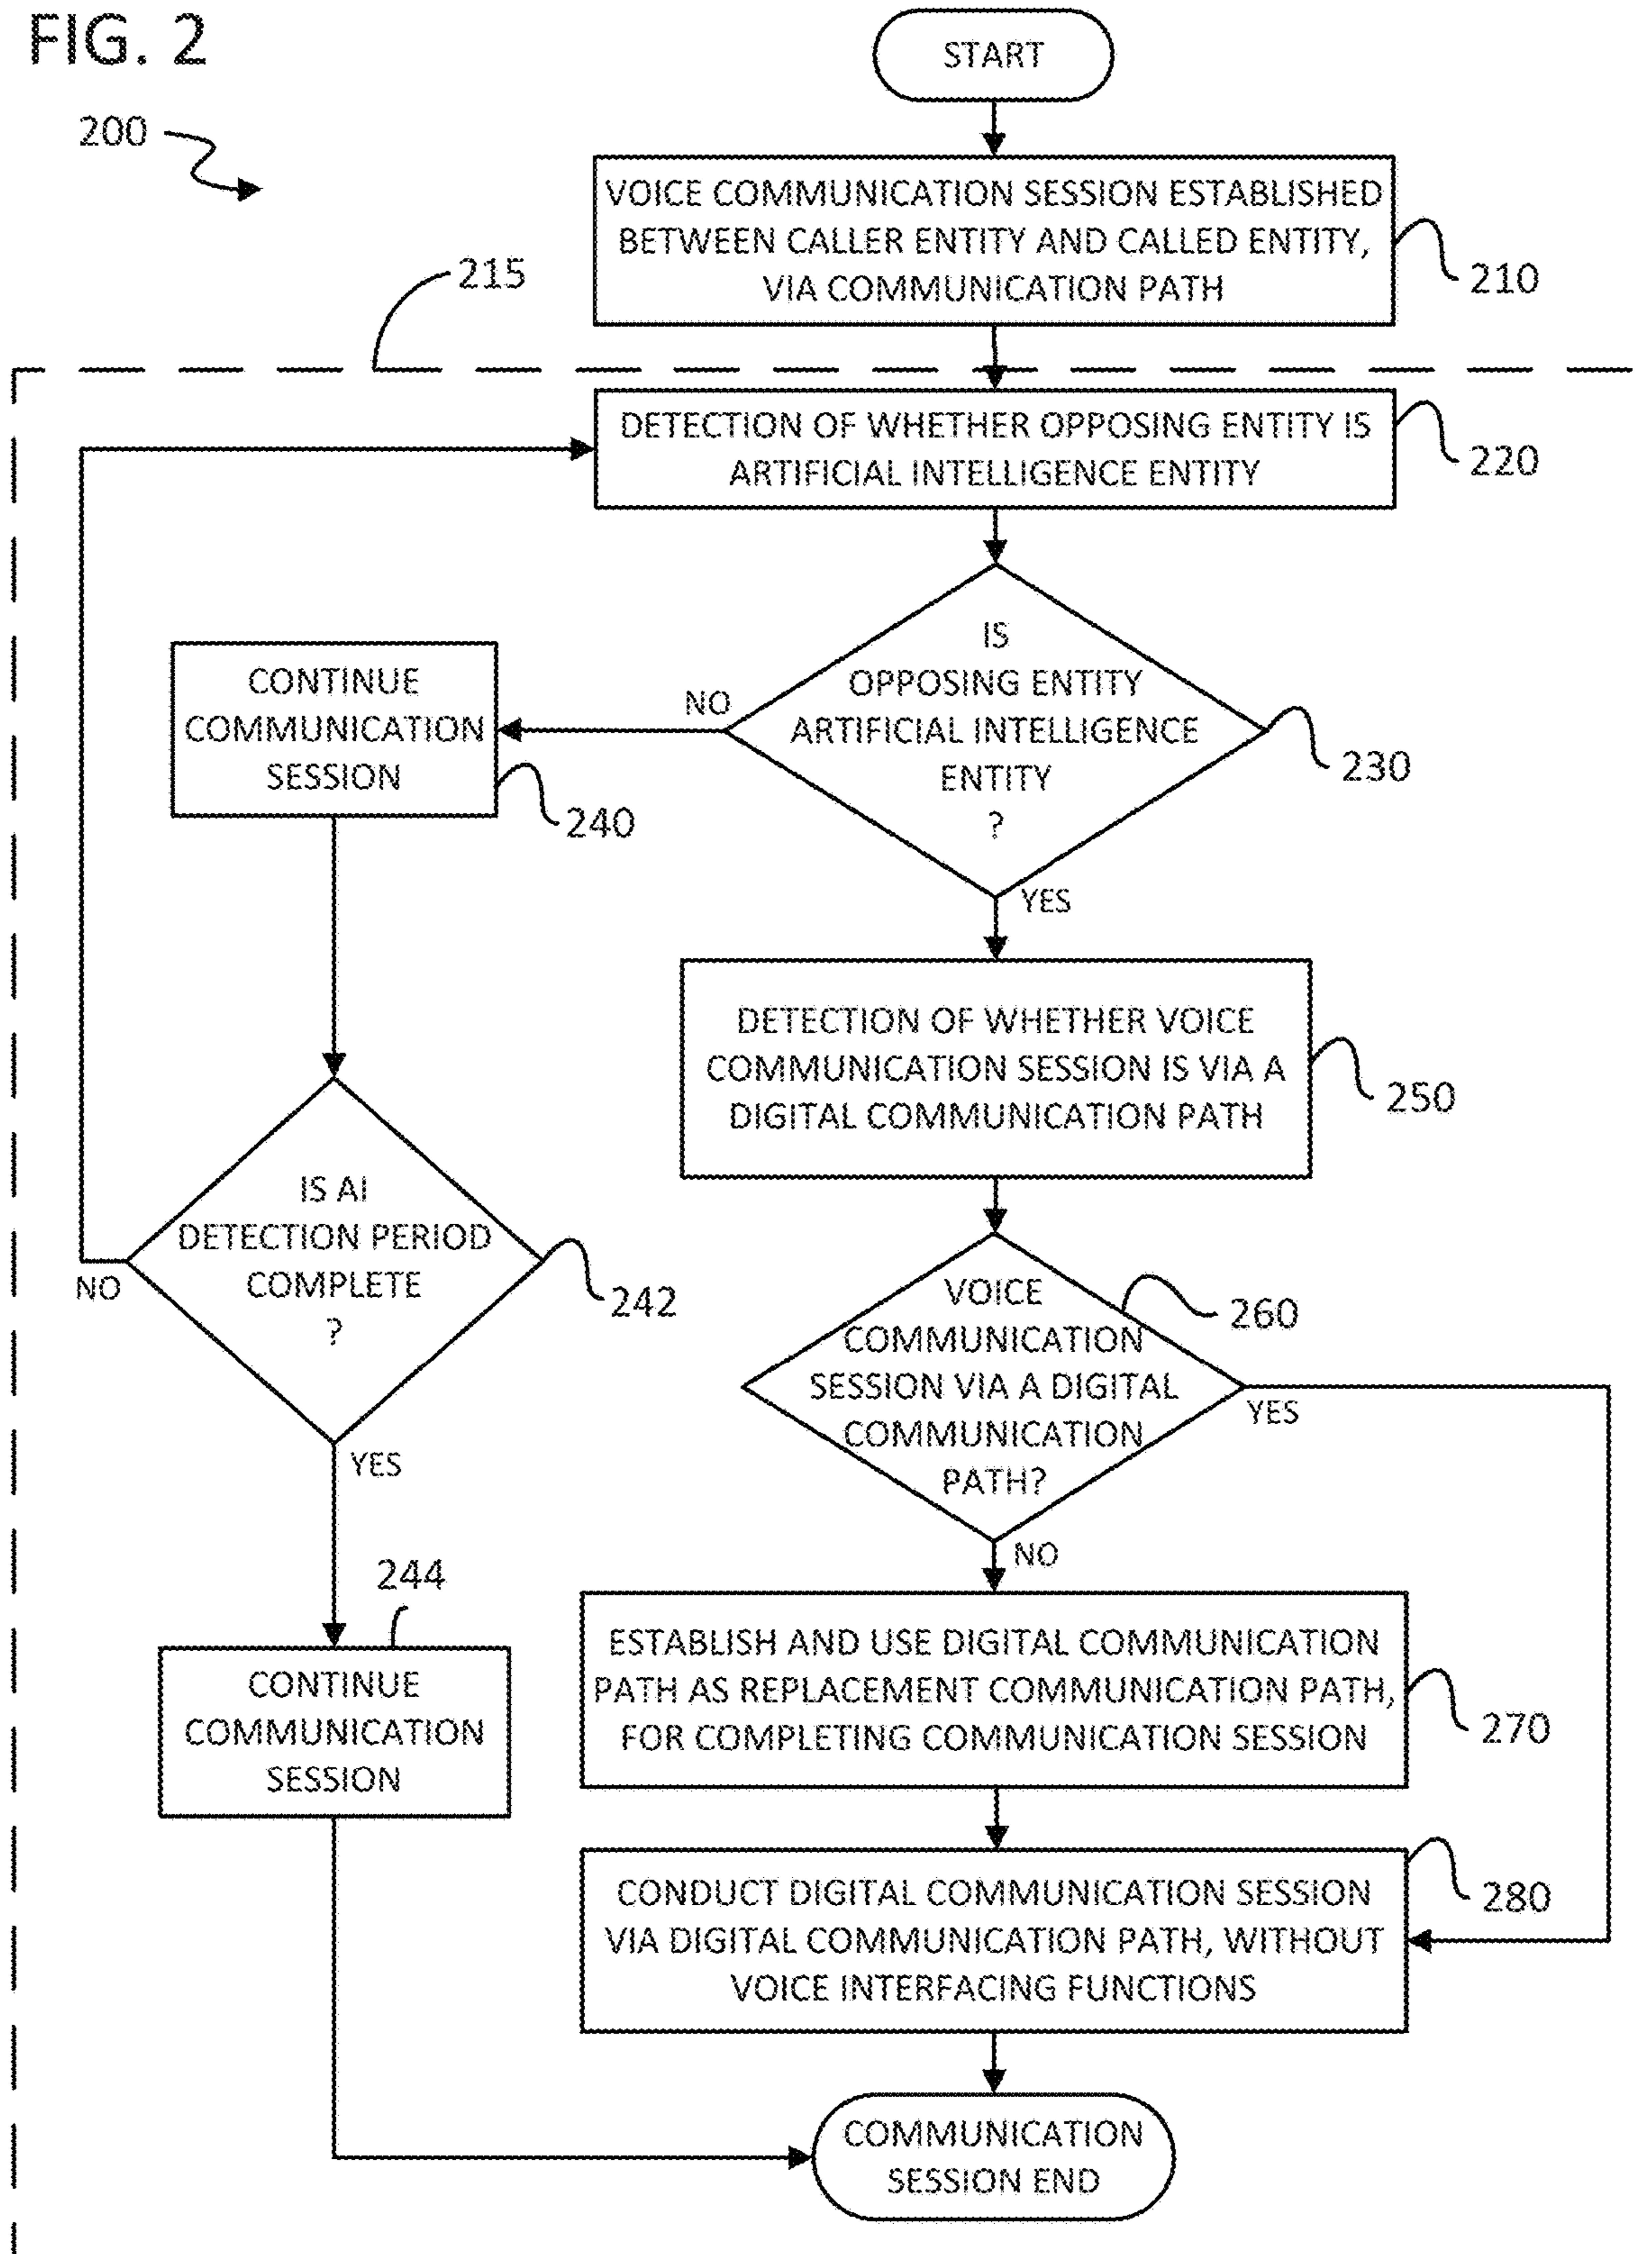 FIG. 2
START
200
VOICE COMMUNICATION SESSION ESTABLISHED
BETWEEN CALLER ENTITY AND CALLED ENTITY,
VIA COMMUNICATION PATH
210
215
DETECTION OF WHETHER OPPOSING ENTITY IS
ARTIFICIAL INTELLIGENCE ENTITY
220
IS
OPPOSING ENTITY
ARTIFICIAL INTELLIGENCE
ENTITY
?
230
NO
YES
CONTINUE
COMMUNICATION
SESSION
240
DETECTION OF WHETHER VOICE
COMMUNICATION SESSION IS VIA A
DIGITAL COMMUNICATION PATH
250
IS AI
DETECTION PERIOD
COMPLETE
?
242
NO
YES
VOICE
COMMUNICATION
SESSION VIA A DIGITAL
COMMUNICATION
PATH?
260
YES
NO
244
CONTINUE
COMMUNICATION
SESSION
ESTABLISH AND USE DIGITAL COMMUNICATION
PATH AS REPLACEMENT COMMUNICATION PATH,
FOR COMPLETING COMMUNICATION SESSION
270
CONDUCT DIGITAL COMMUNICATION SESSION
VIA DIGITAL COMMUNICATION PATH, WITHOUT
VOICE INTERFACING FUNCTIONS
280
COMMUNICATION
SESSION END